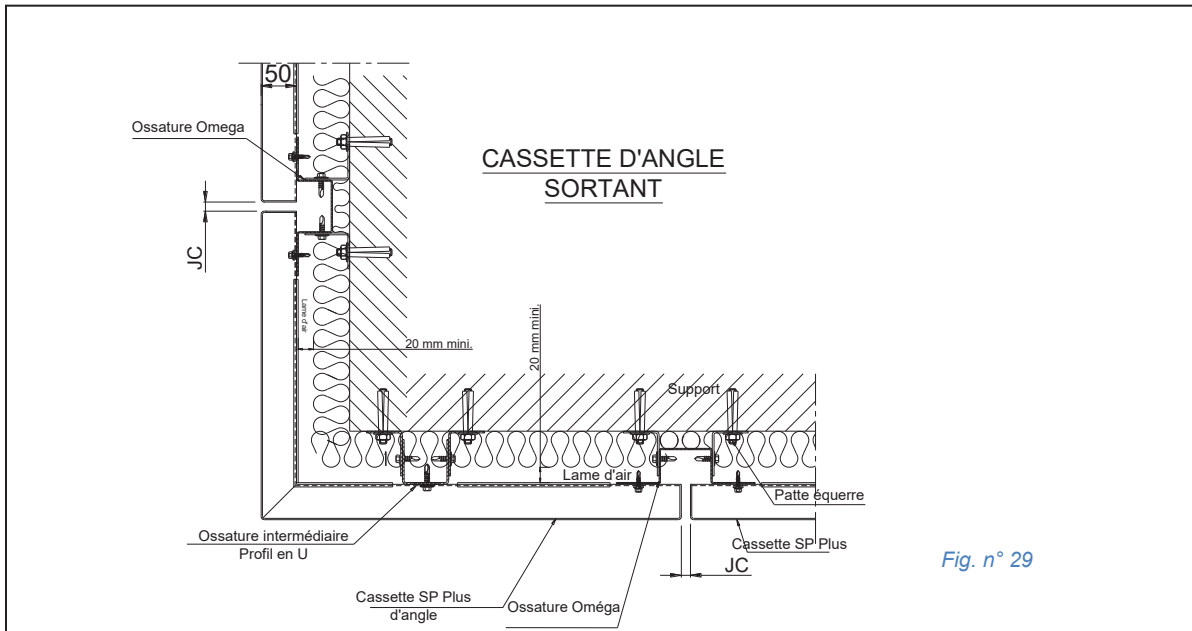 50
Ossature Omega
CASSETTE D'ANGLE
SORTANT
JC
Lame d'air
20 mm mini.
20 mm mini.
Support
Lame d'air
Patte équerre
Ossature intermédiaire
Profil en U
Cassette SP Plus
JC
Fig. n° 29
Cassette SP Plus
d'angle
Ossature Oméga